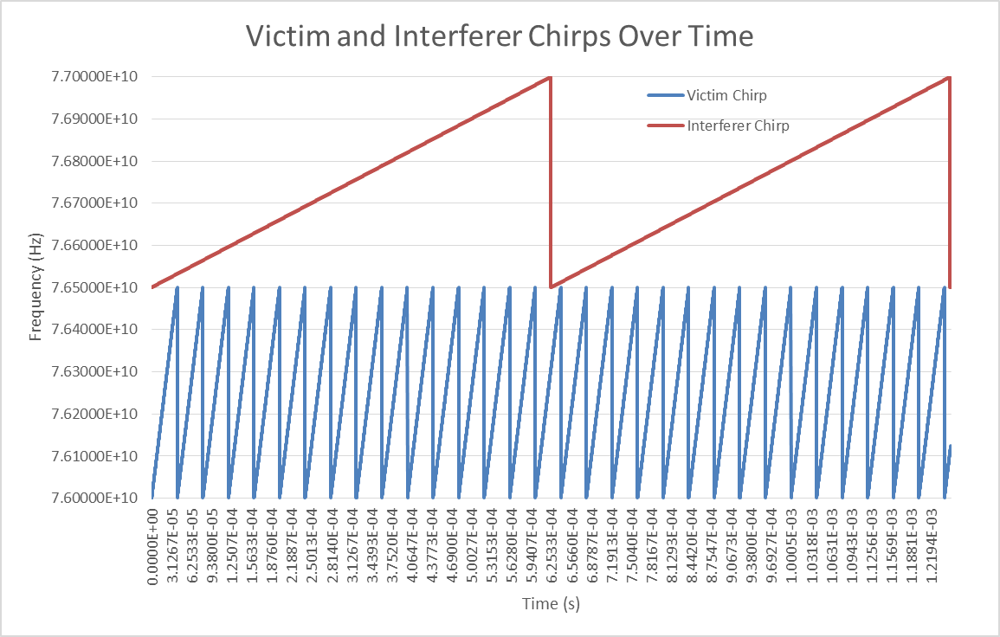 Victim and Interferer Chirps Over Time
7.70000E+10
7.69000E+10
7.68000E+10
7.67000E+10
7.66000E+10
7.65000E+10
7.64000E+10
7.63000E+10
7.62000E+10
7.61000E+10
7.60000E+10
Frequency (Hz)
Victim Chirp
Interferer Chirp
0.0000E+00
3.1267E-05
6.2533E-05
9.3800E-05
1.2507E-04
1.5633E-04
1.8760E-04
2.1887E-04
2.5013E-04
2.8140E-04
3.1267E-04
3.4393E-04
3.7520E-04
4.0647E-04
4.3773E-04
4.6900E-04
5.0027E-04
5.3153E-04
5.6280E-04
5.9407E-04
6.2533E-04
6.5660E-04
6.8787E-04
7.1913E-04
7.5040E-04
7.8167E-04
8.1293E-04
8.4420E-04
8.7547E-04
9.0673E-04
9.3800E-04
9.6927E-04
1.0005E-03
1.0318E-03
1.0631E-03
1.0943E-03
1.1256E-03
1.1569E-03
1.1881E-03
1.2194E-03
Time (s)